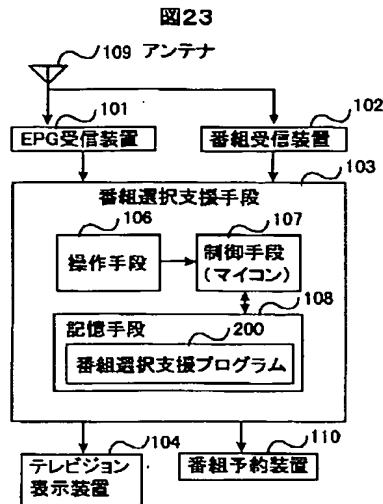 図23
109 アンテナ
101
102
EPG受信装置
番組受信装置
103
番組選択支援手段
106
107
操作手段
制御手段
(マイコン)
108
記憶手段
200
番組選択支援プログラム
104
110
テレビジョン
表示装置
番組予約装置